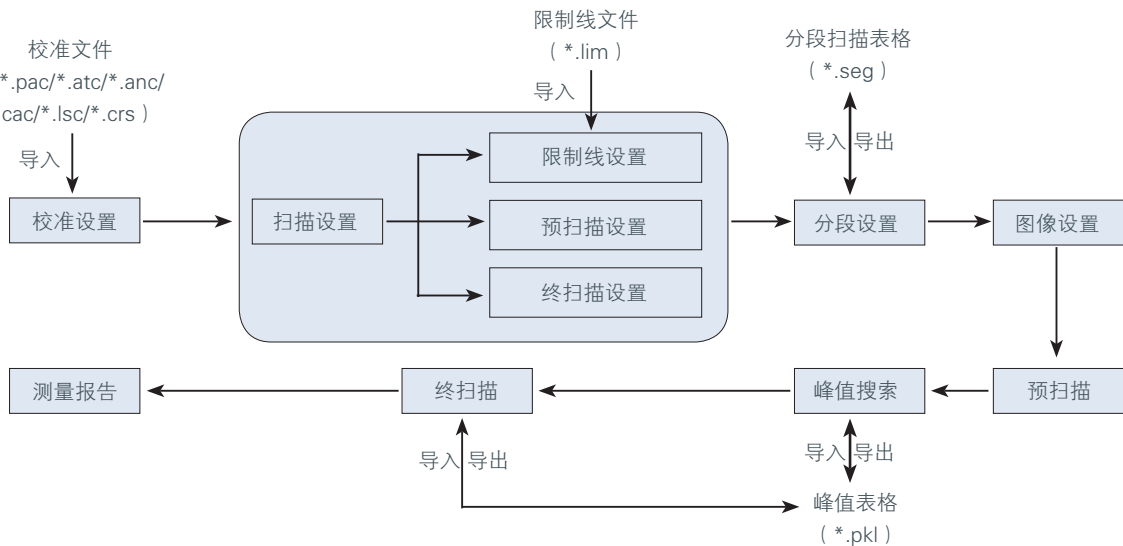 限制线文件
( *.lim )
校准文件
*.pac/*.atc/*.anc/
cac/*.lsc/*.crs )
分段扫描表格
( *.seg )
导入
导入
导入 导出
限制线设置
校准设置
扫描设置
预扫描设置
分段设置
图像设置
终扫描设置
测量报告
终扫描
峰值搜索
预扫描
导入 导出
导入 导出
峰值表格
( *.pkl )